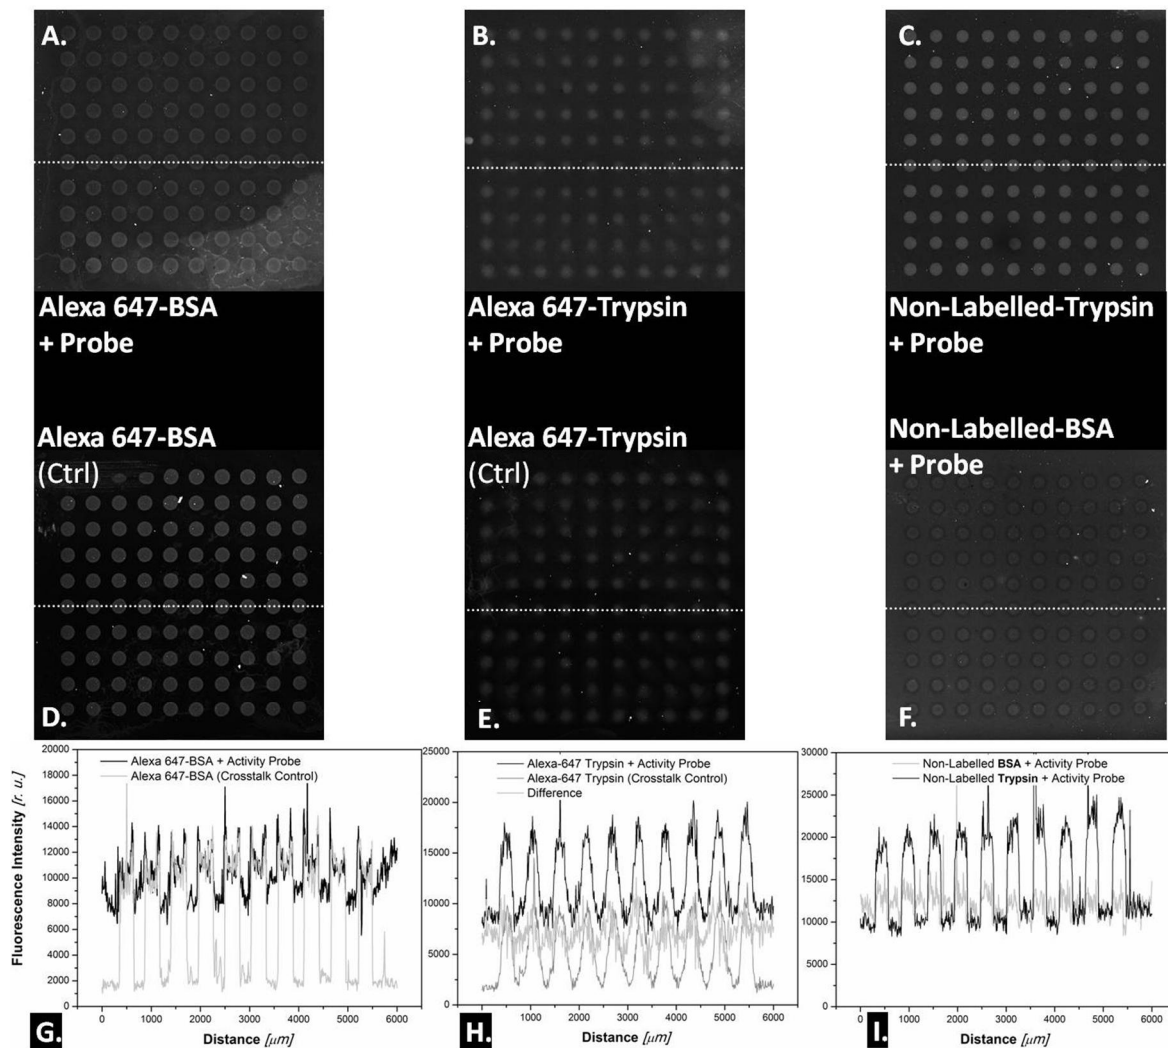 A.
B.
C.
Alexa 647-BSA
+ Probe
Alexa 647-Trypsin
+ Probe
Non-Labelled-Trypsin
+ Probe
Alexa 647-BSA
(Ctrl)
Alexa 647-Trypsin
(Ctrl)
Non-Labelled-BSA
+ Probe
D.
E.
F.
Fluorescence Intensity [r. u.]
20000
18000
16000
14000
12000
10000
8000
6000
4000
2000
0
Alexa 647-BSA + Activity Probe
Alexa 647-BSA (Crosstalk Control)
0 1000 2000 3000 4000 5000 6000
Distance [μm]
G.
25000
20000
15000
10000
5000
0
Alexa-647 Trypsin + Activity Probe
Alexa-647 Trypsin (Crosstalk Control)
Difference
0 1000 2000 3000 4000 5000 6000
Distance [μm]
H.
30000
25000
20000
15000
10000
5000
0
Non-Labelled BSA + Activity Probe
Non-Labelled Trypsin + Activity Probe
0 1000 2000 3000 4000 5000 6000
Distance [μm]
I.